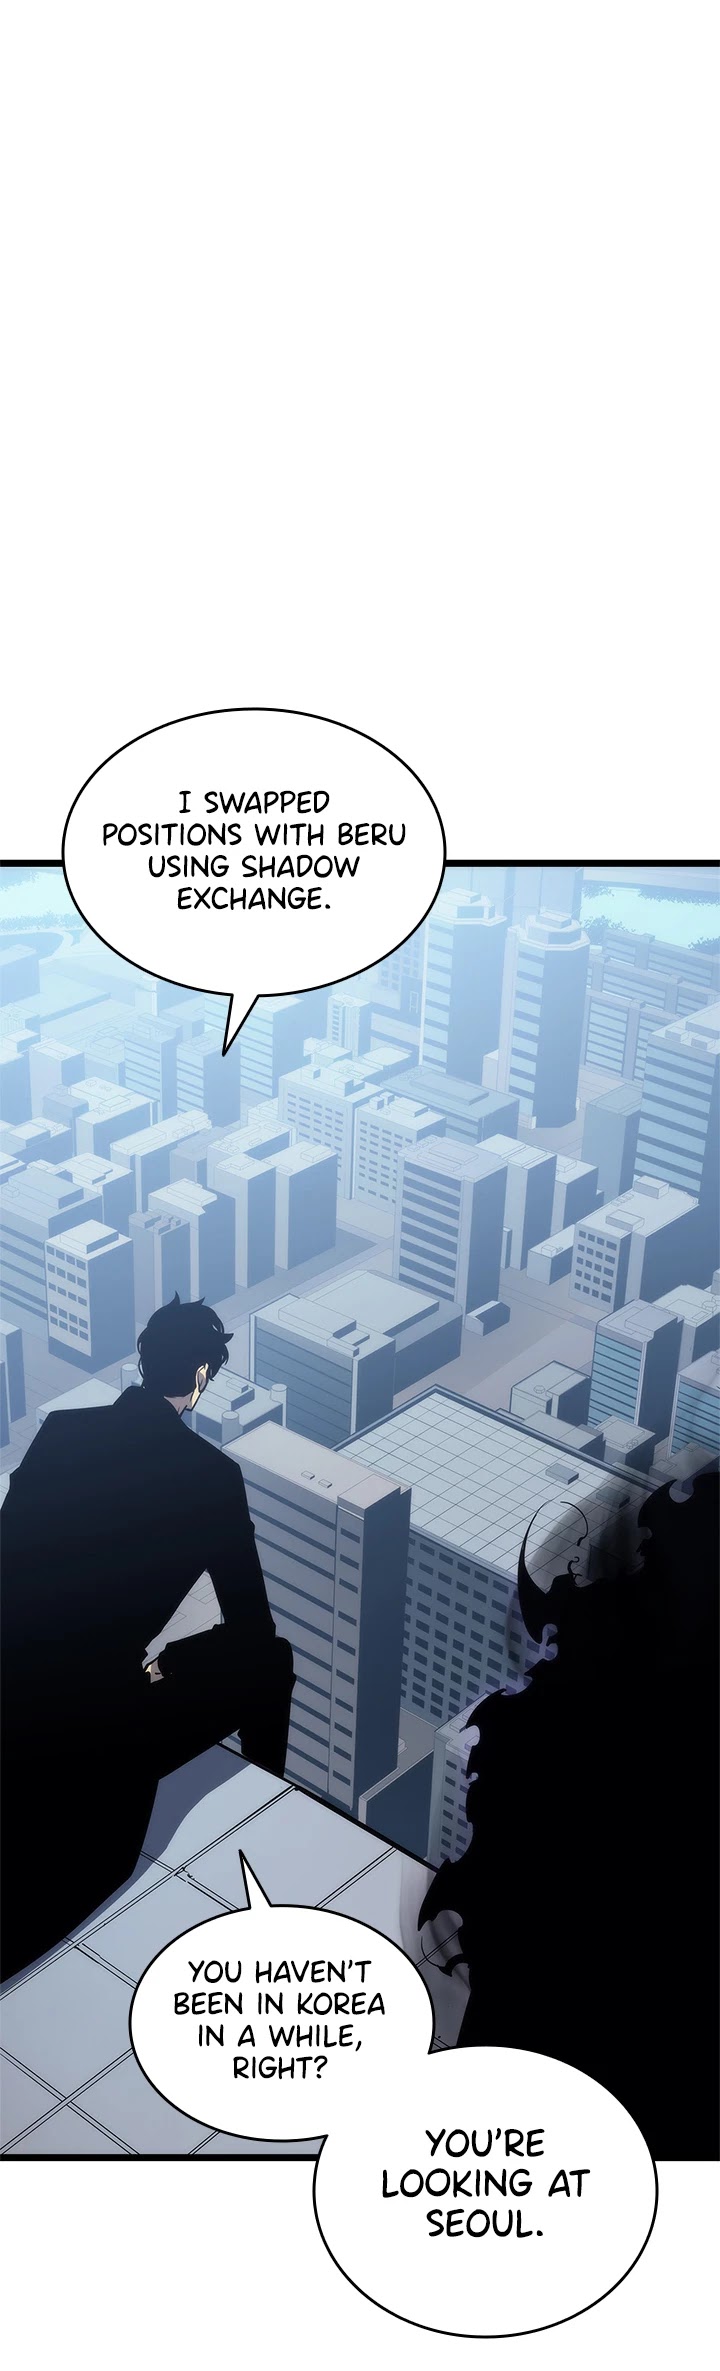 I SWAPPED
POSITIONS WITH BERU
USING SHADOW
EXCHANGE.
YOU HAVEN'T
BEEN IN KOREA
IN A WHILE,
RIGHT?
YOU'RE
LOOKING AT
SEOUL.